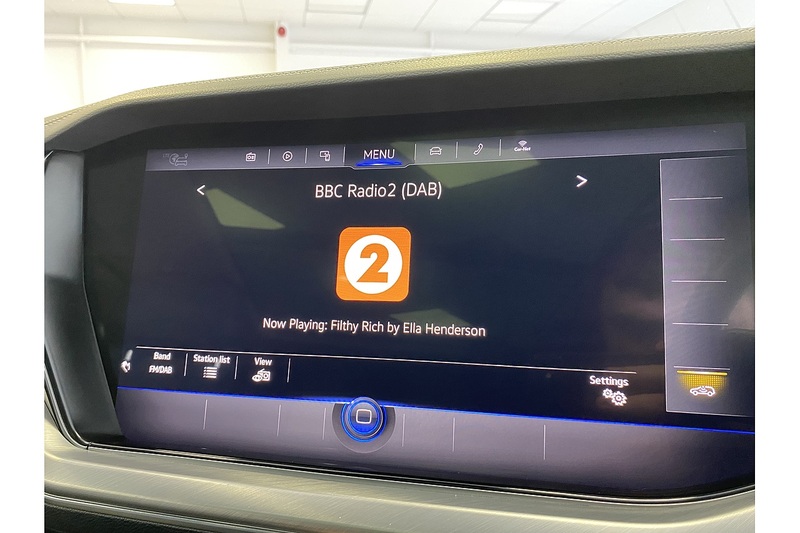 MENU
Car-Net
BBC Radio2 (DAB)
2
Now Playing: Filthy Rich by Ella Henderson
Band Station list View
FM/DAB
Settings